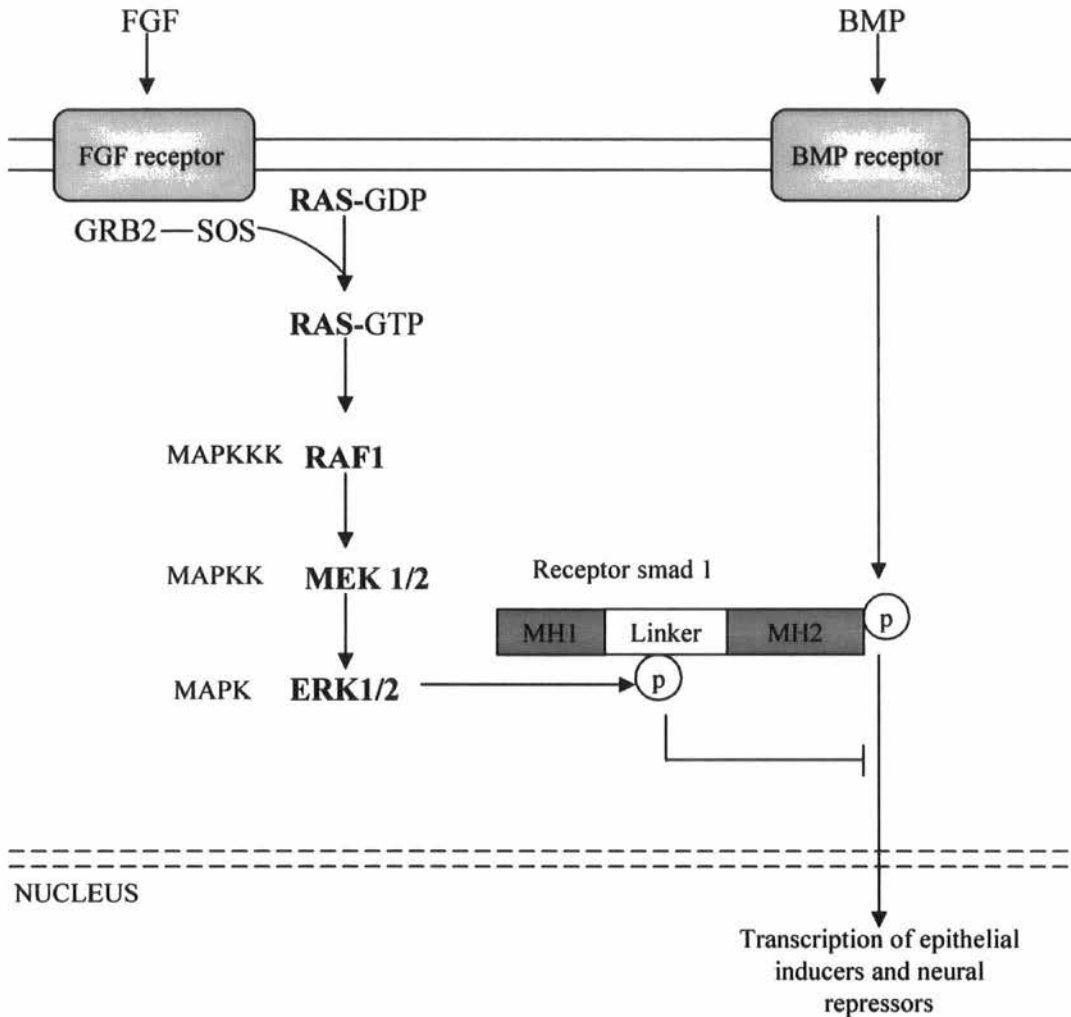 FGF
BMP
FGF receptor
BMP receptor
RAS-GDP
GRB2—SOS
RAS-GTP
MAPKKK RAF1
MAPKK MEK 1/2
Receptor smad 1
MH1 Linker MH2
p
MAPK ERK1/2
p
NUCLEUS
Transcription of epithelial
inducers and neural
repressors